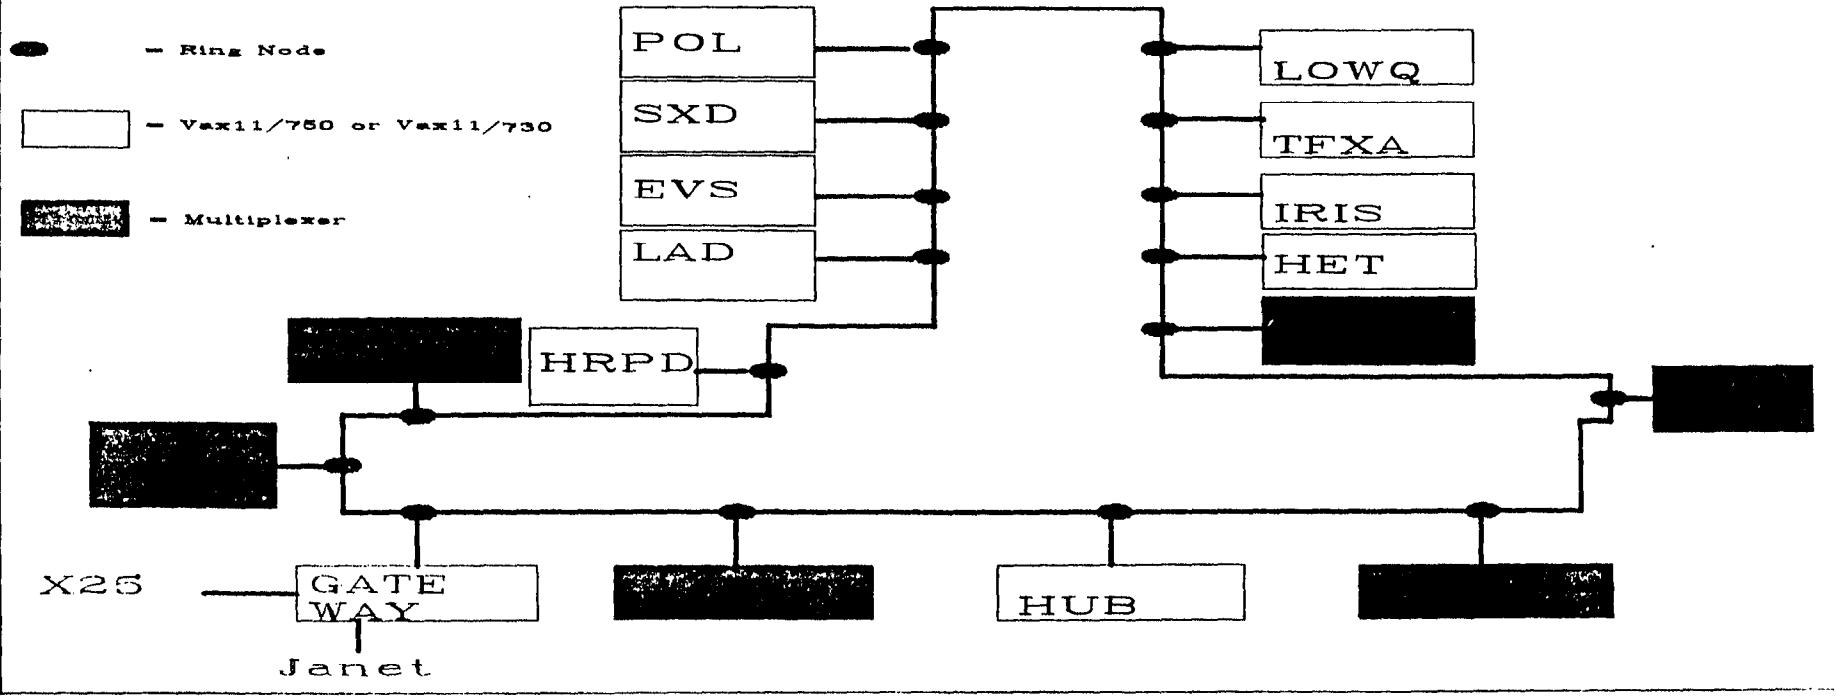 - Ring Node
- Vax11/750 or Vax11/730
- Multiplexer
POL
SXD
EVS
LAD
HRPD
LOWQ
TFXA
IRIS
HET
X25
GATE
WAY
Janet
HUB